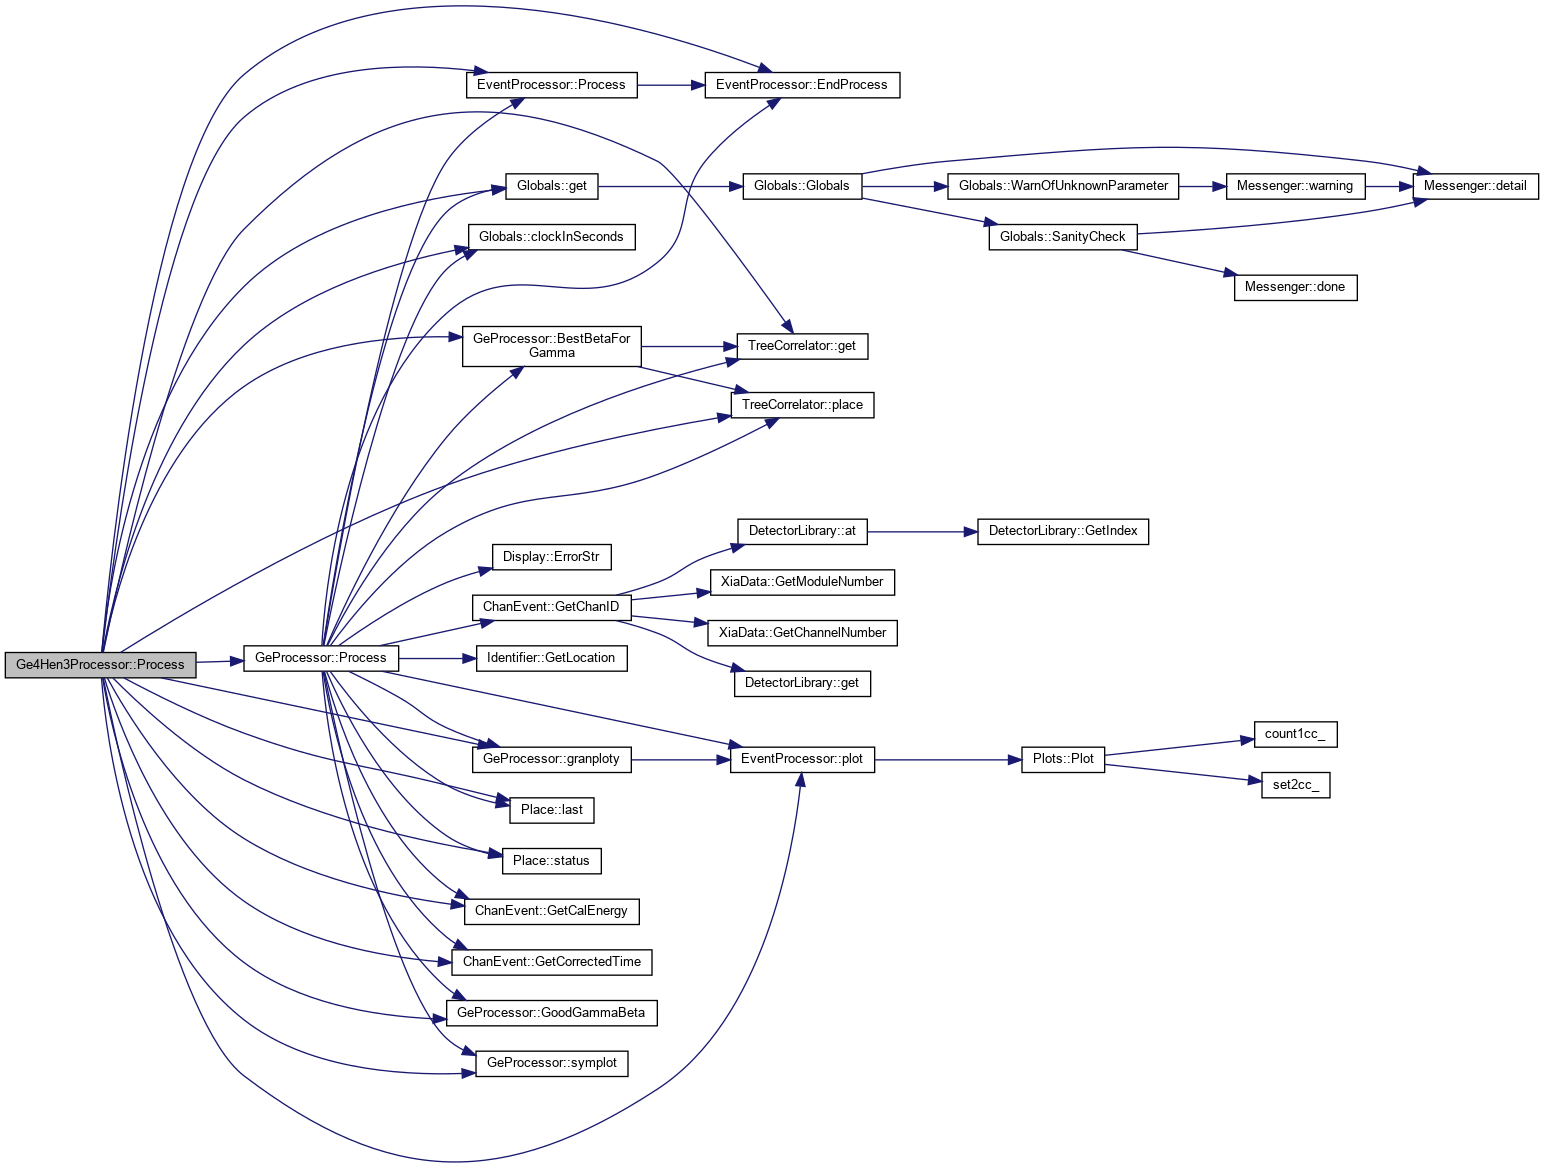 EventProcessor::Process
EventProcessor::EndProcess
Globals::get
Globals::Globals
Globals::WarnOfUnknownParameter
Messenger::warning
Messenger::detail
Globals::clockInSeconds
Globals::SanityCheck
Messenger::done
GeProcessor::BestBetaFor
Gamma
TreeCorrelator::get
TreeCorrelator::place
DetectorLibrary::at
DetectorLibrary::GetIndex
Display::ErrorStr
XiaData::GetModuleNumber
ChanEvent::GetChanID
XiaData::GetChannelNumber
Ge4Hen3Processor::Process
GeProcessor::Process
Identifier::GetLocation
DetectorLibrary::get
count1cc_
GeProcessor::granploty
EventProcessor::plot
Plots::Plot
set2cc_
Place::last
Place::status
ChanEvent::GetCalEnergy
ChanEvent::GetCorrectedTime
GeProcessor::GoodGammaBeta
GeProcessor::symplot